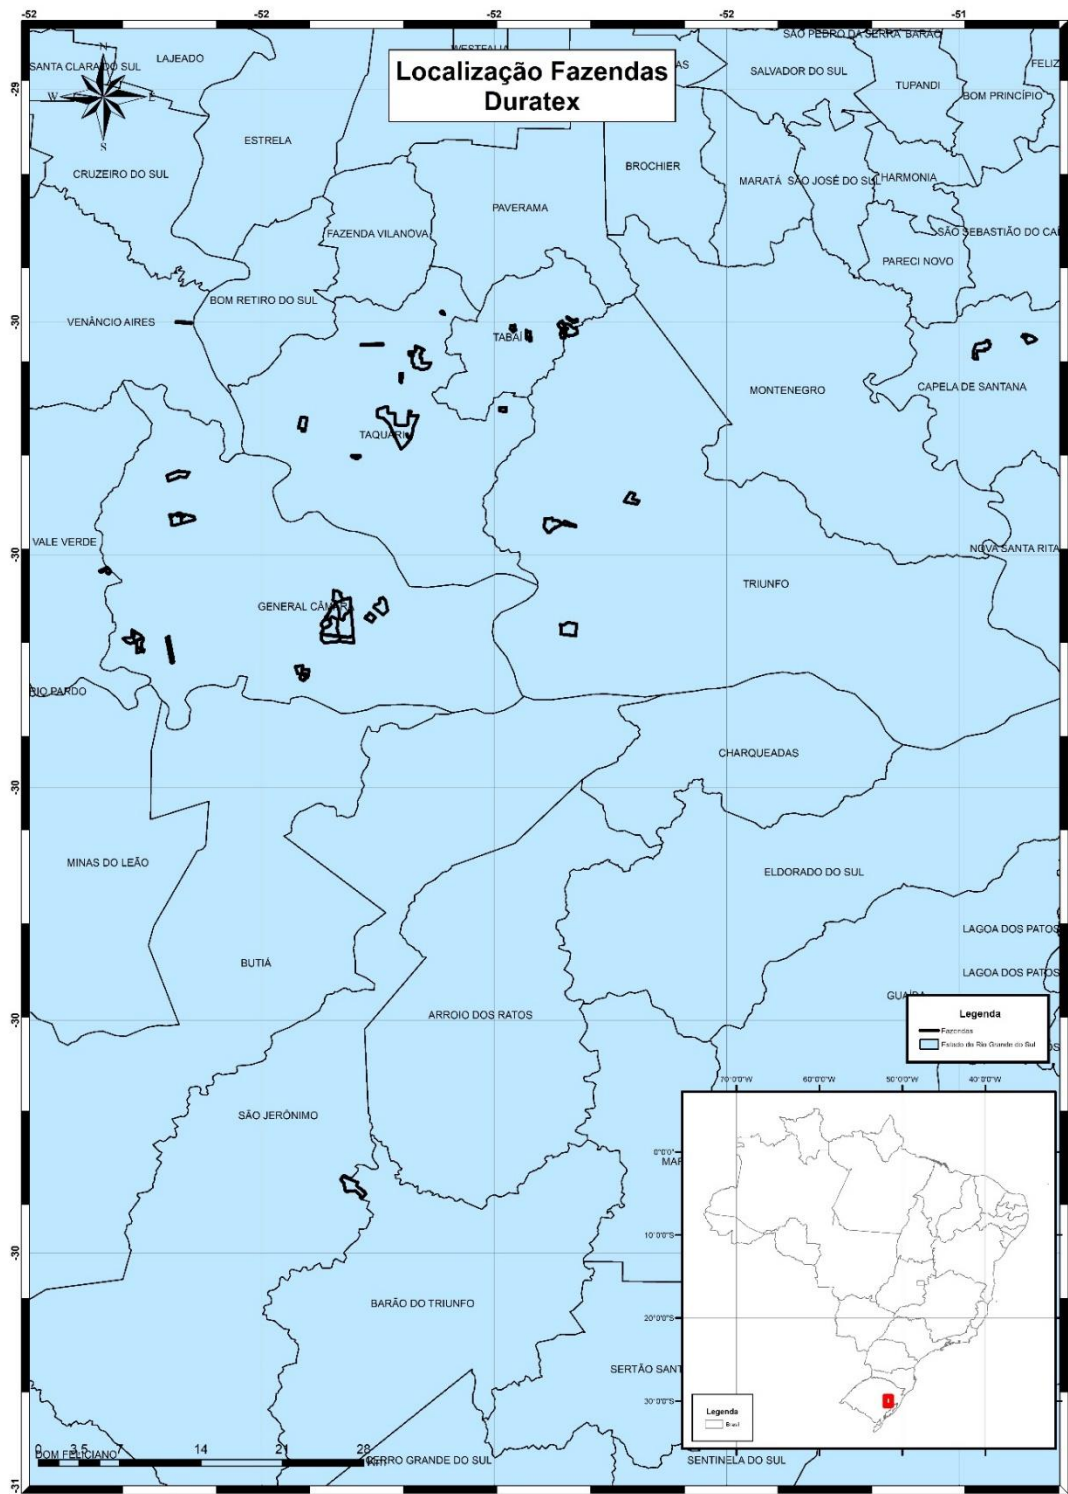 -52
-52
-52
-51
WESTFALIA
SÃO PEDRO DA SERRA
BARÃO
Localização Fazendas
Duratex
SANTA CLARA DO SUL
LAJEADO
N
W
E
S
SALVADOR DO SUL
FELIZ
TUPANDI
BOM PRINCÍPIO
-29
ESTRELA
CRUZEIRO DO SUL
BROCHIER
MARATÁ
SÃO JOSÉ DO SUL
HARMONIA
PAVERAMA
FAZENDA VILANOVA
SÃO SEBASTIÃO DO CAÍ
PARECI NOVO
BOM RETIRO DO SUL
VENÂNCIO AIRES
-30
TABAÍ
MONTENEGRO
CAPELA DE SANTANA
TAQUARI
VALE VERDE
NOVA SANTA RITA
-30
TRIUNFO
GENERAL CÂMARA
RIO PARDO
CHARQUEADAS
-30
MINAS DO LEÃO
ELDORADO DO SUL
LAGOA DOS PATOS
BUTIÁ
LAGOA DOS PATOS
GUAÍBA
ARROIO DOS RATOS
-30
Legenda
Fazendas
Estado do Rio Grande do Sul
SÃO JERÔNIMO
70°0'0"W
60°0'0"W
50°0'0"W
40°0'0"W
0°0'0"
10°0'0"S
20°0'0"S
30°0'0"S
-30
BARÃO DO TRIUNFO
SERTÃO SANT
Legenda
Brasil
0
3,5
7
14
21
28
Km
DOM FELICIANO
CERRO GRANDE DO SUL
SENTINELA DO SUL
-31